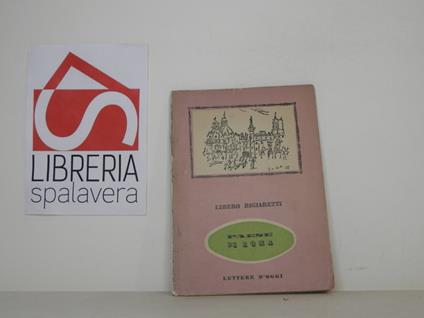 LIBRERIA
spalavera
LIBERO BIGIARETTI
PAESE
DI ROMA
LETTERE D'OGGI